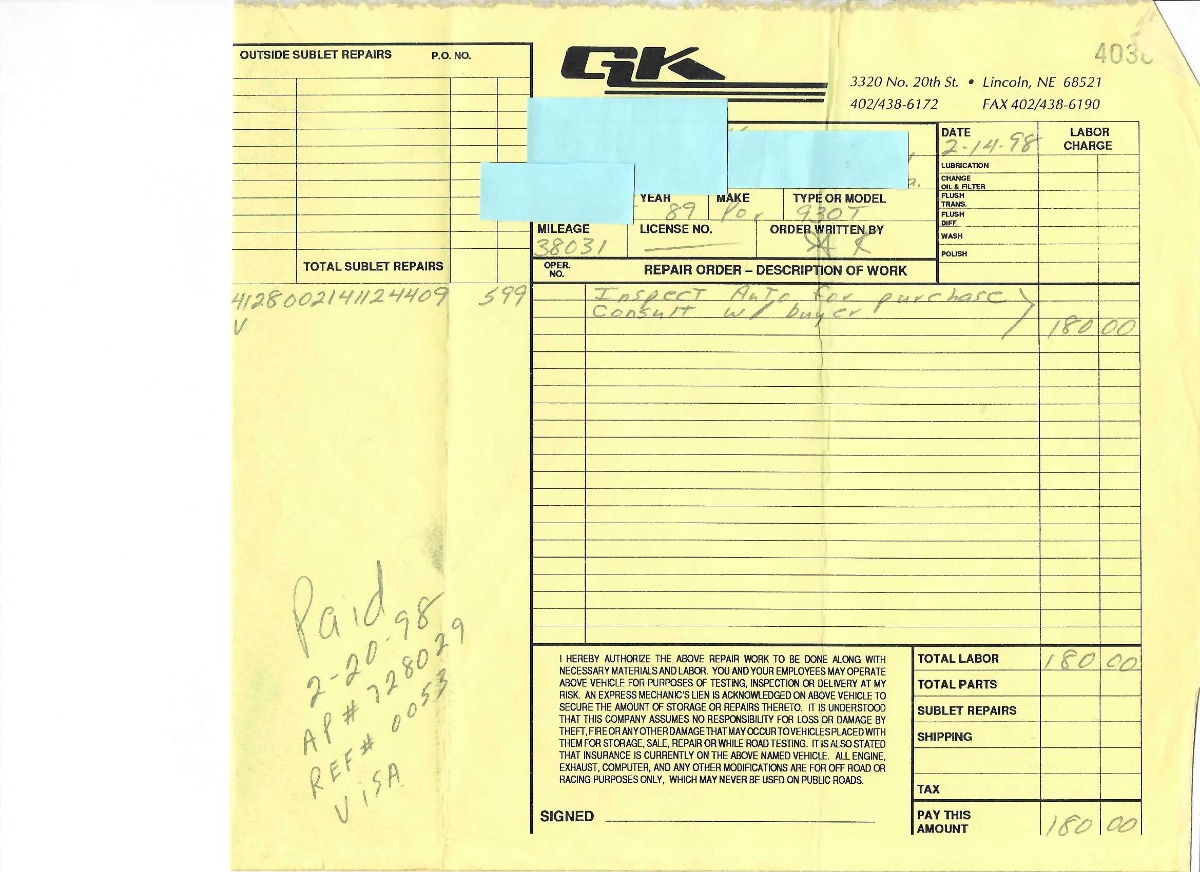 OUTSIDE SUBLET REPAIRS P.O. NO.
TOTAL SUBLET REPAIRS
4128002141124409 599
V
Paid
2-20-98
AP# 728029
REF# 0053
VISA
GK
403
3320 No. 20th St. • Lincoln, NE 68521
402/438-6172 FAX 402/438-6190
DATE
2-14-98
LABOR CHARGE
LUBRICATION
CHANGE OIL & FILTER
FLUSH TRANS.
FLUSH DIFF.
WASH
POLISH
YEAR MAKE TYPE OR MODEL
89 Por 930T
MILEAGE LICENSE NO. ORDER WRITTEN BY
38031
OPER. NO. REPAIR ORDER – DESCRIPTION OF WORK
Inspect Auto for purchase
Consult w/ buyer
180 00
I HEREBY AUTHORIZE THE ABOVE REPAIR WORK TO BE DONE ALONG WITH
NECESSARY MATERIALS AND LABOR. YOU AND YOUR EMPLOYEES MAY OPERATE
ABOVE VEHICLE FOR PURPOSES OF TESTING, INSPECTION OR DELIVERY AT MY
RISK. AN EXPRESS MECHANIC'S LIEN IS ACKNOWLEDGED ON ABOVE VEHICLE TO
SECURE THE AMOUNT OF STORAGE OR REPAIRS THERETO. IT IS UNDERSTOOD
THAT THIS COMPANY ASSUMES NO RESPONSIBILITY FOR LOSS OR DAMAGE BY
THEFT, FIRE OR ANY OTHER DAMAGE THAT MAY OCCUR TO VEHICLES PLACED WITH
THEM FOR STORAGE, SALE, REPAIR OR WHILE ROAD TESTING. IT IS ALSO STATED
THAT INSURANCE IS CURRENTLY ON THE ABOVE NAMED VEHICLE. ALL ENGINE,
EXHAUST, COMPUTER, AND ANY OTHER MODIFICATIONS ARE FOR OFF ROAD OR
RACING PURPOSES ONLY, WHICH MAY NEVER BE USED ON PUBLIC ROADS.
SIGNED
TOTAL LABOR 180 00
TOTAL PARTS
SUBLET REPAIRS
SHIPPING
TAX
PAY THIS AMOUNT 180 00